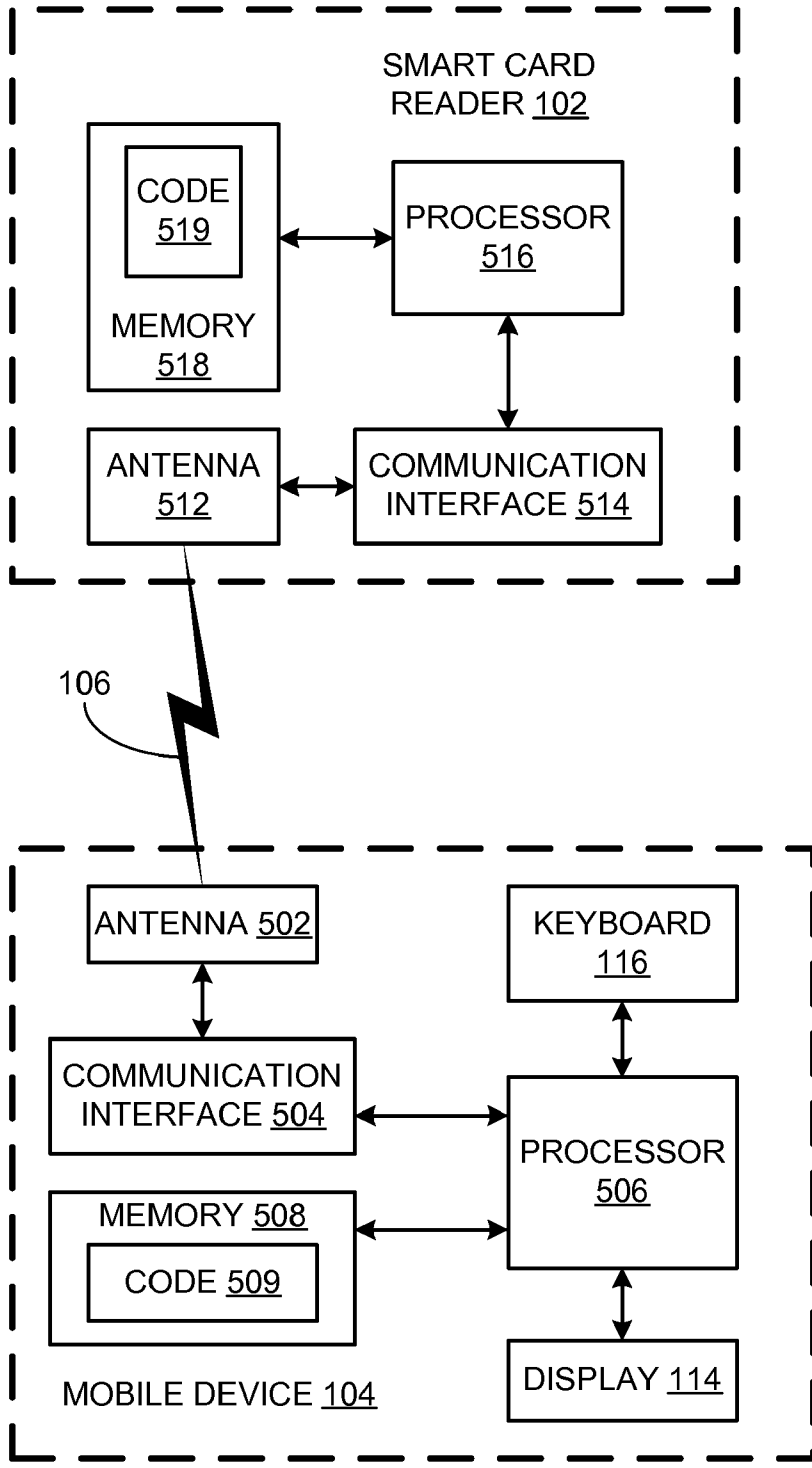 SMART CARD
READER 102
CODE
519
MEMORY
518
PROCESSOR
516
ANTENNA
512
COMMUNICATION
INTERFACE 514
106
ANTENNA 502
KEYBOARD
116
COMMUNICATION
INTERFACE 504
PROCESSOR
506
MEMORY 508
CODE 509
MOBILE DEVICE 104
DISPLAY 114